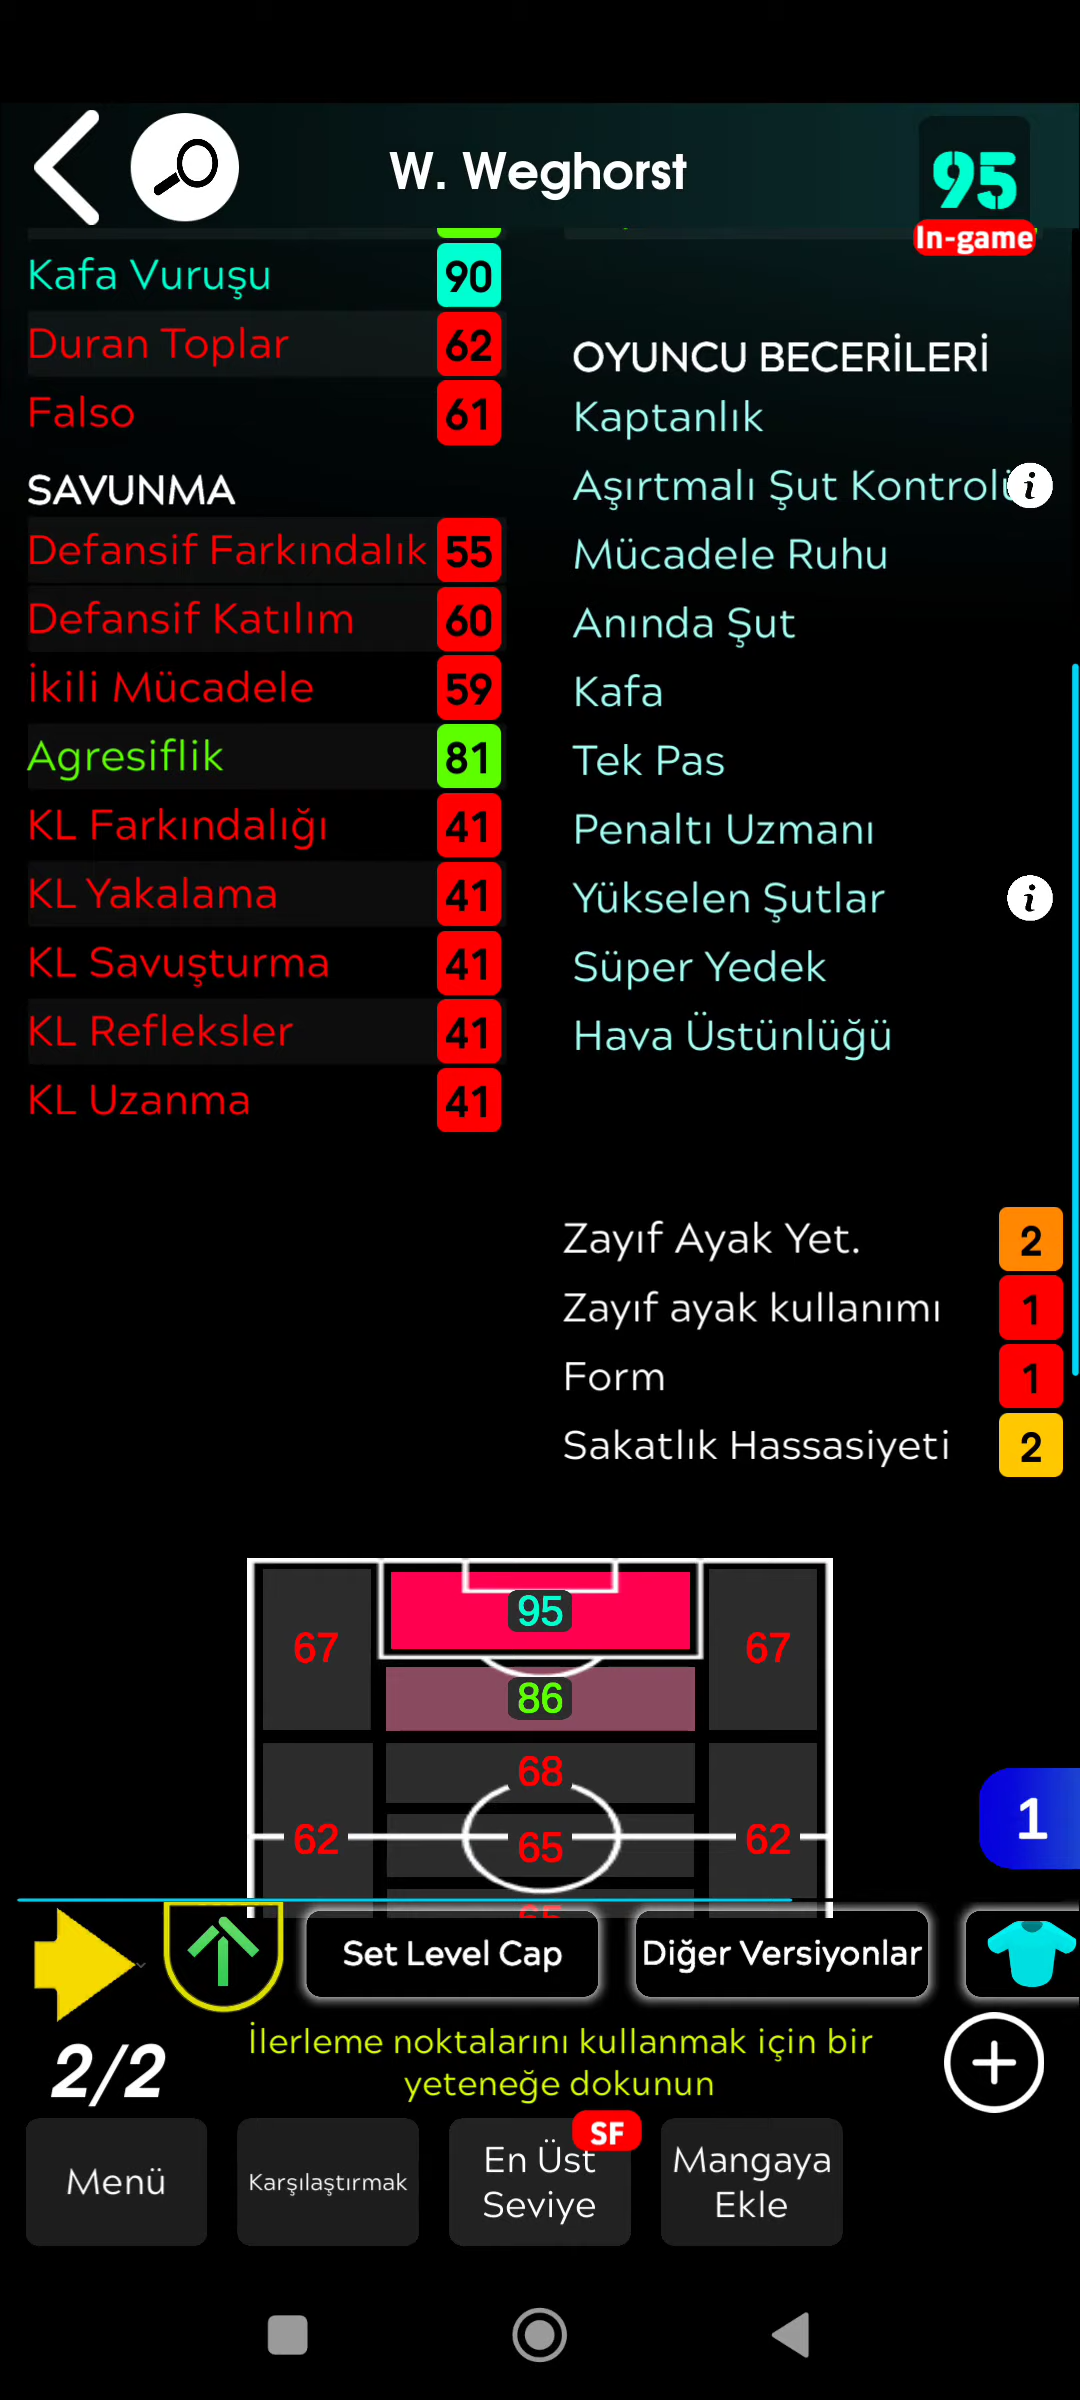 W. Weghorst
95
In-game
Kafa Vuruşu 90
Duran Toplar 62
Falso 61
SAVUNMA
Defansif Farkındalık 55
Defansif Katılım 60
İkili Mücadele 59
Agresiflik 81
KL Farkındalığı 41
KL Yakalama 41
KL Savuşturma 41
KL Refleksler 41
KL Uzanma 41
OYUNCU BECERİLERİ
Kaptanlık
Aşırtmalı Şut Kontrolü
i
Mücadele Ruhu
Anında Şut
Kafa
Tek Pas
Penaltı Uzmanı
Yükselen Şutlar
i
Süper Yedek
Hava Üstünlüğü
Zayıf Ayak Yet. 2
Zayıf ayak kullanımı 1
Form 1
Sakatlık Hassasiyeti 2
95
67 67
86
68
62 65 62
65
1
Set Level Cap
Diğer Versiyonlar
2/2
İlerleme noktalarını kullanmak için bir
yeteneğe dokunun
Menü
Karşılaştırmak
SF
En Üst
Seviye
Mangaya
Ekle